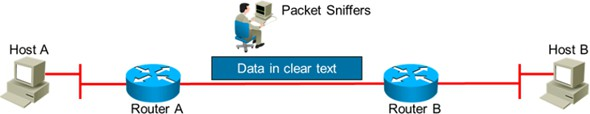 Packet Sniffers
Host A
Host B
Data in clear text
Router A
Router B